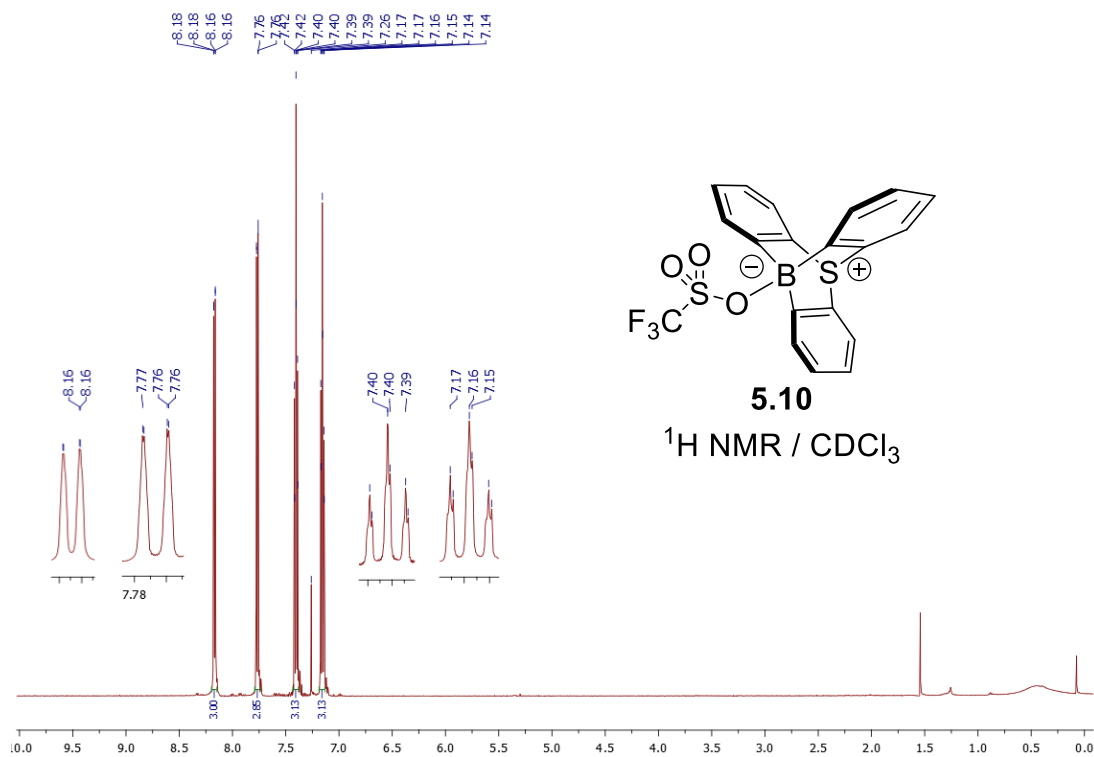 8.18 8.18 8.16 8.16 7.76 7.76 7.42 7.42 7.40 7.40 7.39 7.39 7.26 7.17 7.17 7.16 7.15 7.14 7.14
8.16 8.16 7.77 7.76 7.76 7.40 7.40 7.39 7.17 7.16 7.15
7.78
O O
S
O
F3C
− B S +
5.10
1H NMR / CDCl3
3.00 2.85 3.13 3.13
10.0 9.5 9.0 8.5 8.0 7.5 7.0 6.5 6.0 5.5 5.0 4.5 4.0 3.5 3.0 2.5 2.0 1.5 1.0 0.5 0.0